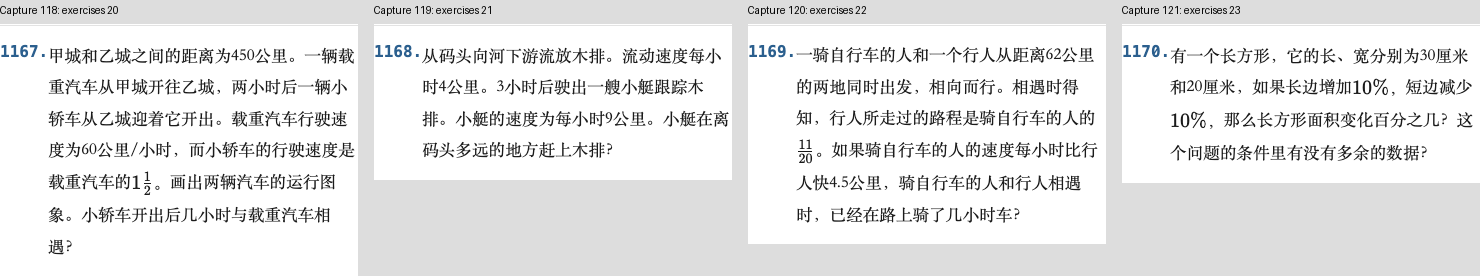 Capture 118: exercises 20
1167. 甲城和乙城之间的距离为450公里。一辆载
重汽车从甲城开往乙城，两小时后一辆小
轿车从乙城迎着它开出。载重汽车行驶速
度为60公里/小时，而小轿车的行驶速度是
载重汽车的1 1/2。画出两辆汽车的运行图
象。小轿车开出后几小时与载重汽车相
遇？
Capture 119: exercises 21
1168. 从码头向河下游流放木排。流动速度每小
时4公里。3小时后驶出一艘小艇跟踪木
排。小艇的速度为每小时9公里。小艇在离
码头多远的地方赶上木排？
Capture 120: exercises 22
1169. 一骑自行车的人和一个行人从距离62公里
的两地同时出发，相向而行。相遇时得
知，行人所走过的路程是骑自行车的人的
11/20。如果骑自行车的人的速度每小时比行
人快4.5公里，骑自行车的人和行人相遇
时，已经在路上骑了几小时车？
Capture 121: exercises 23
1170. 有一个长方形，它的长、宽分别为30厘米
和20厘米，如果长边增加10%，短边减少
10%，那么长方形面积变化百分之几？这
个问题的条件里有没有多余的数据？